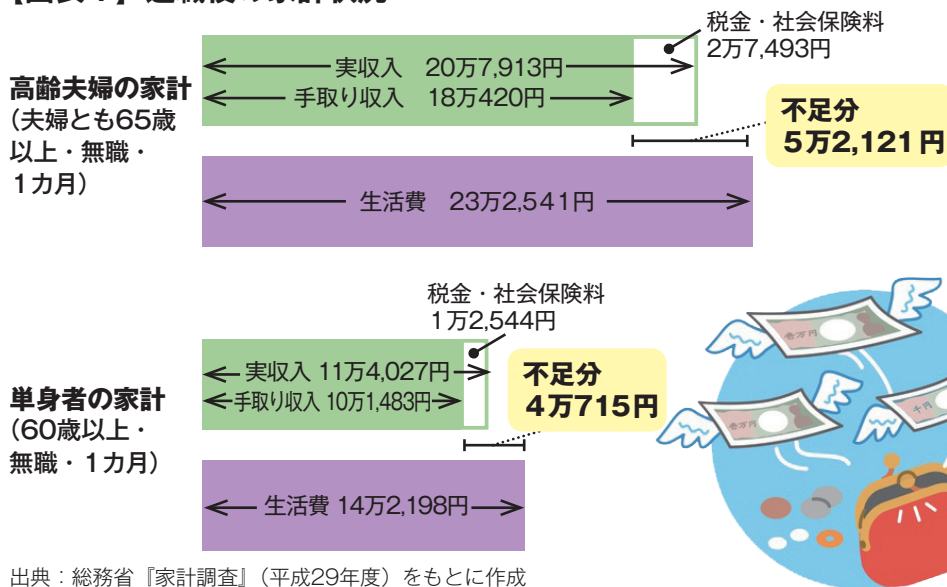 高齢夫婦の家計
(夫婦とも65歳
以上・無職・
1カ月)
税金・社会保険料
2万7,493円
実収入 20万7,913円
手取り収入 18万420円
不足分
5万2,121円
生活費 23万2,541円
単身者の家計
(60歳以上・
無職・1カ月)
税金・社会保険料
1万2,544円
実収入 11万4,027円
手取り収入 10万1,483円
不足分
4万715円
生活費 14万2,198円
壱万円
壱万円
千円
出典:総務省『家計調査』(平成29年度)をもとに作成